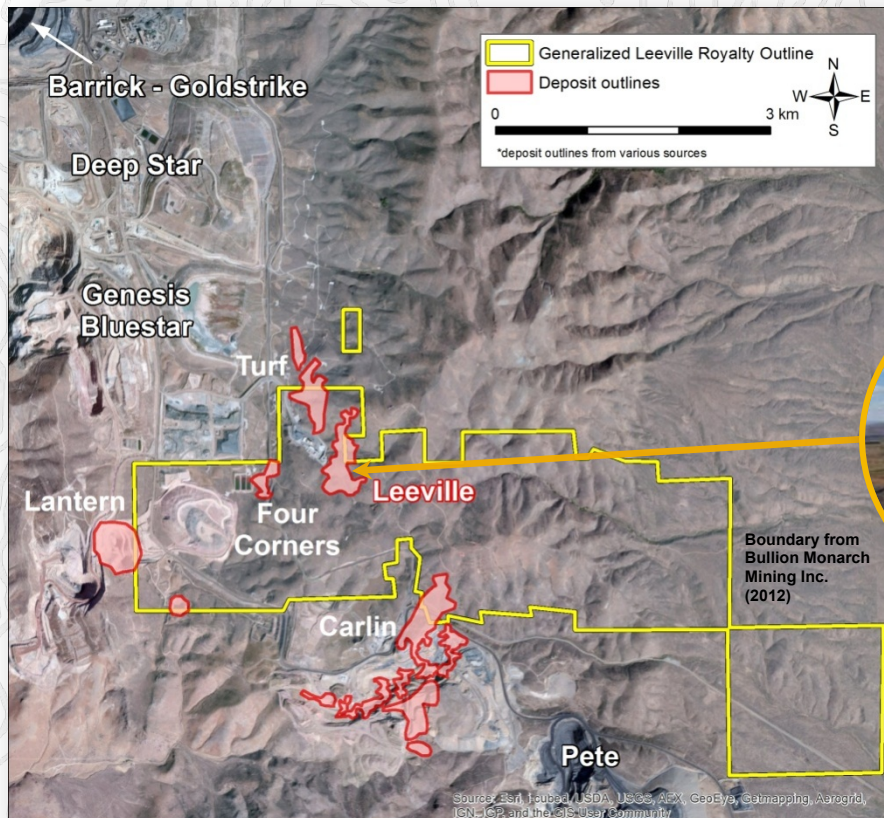 Barrick - Goldstrike
Generalized Leeville Royalty Outline
Deposit outlines
0
3 km
*deposit outlines from various sources
N
W
E
S
Deep Star
Genesis
Bluestar
Turf
Leeville
Lantern
Four
Corners
Boundary from
Bullion Monarch
Mining Inc.
(2012)
Carlin
Pete
Source: Esri, i-cubed, USDA, USGS, AEX, GeoEye, Getmapping, Aerogrid,
IGN, IGP, and the GIS User Community